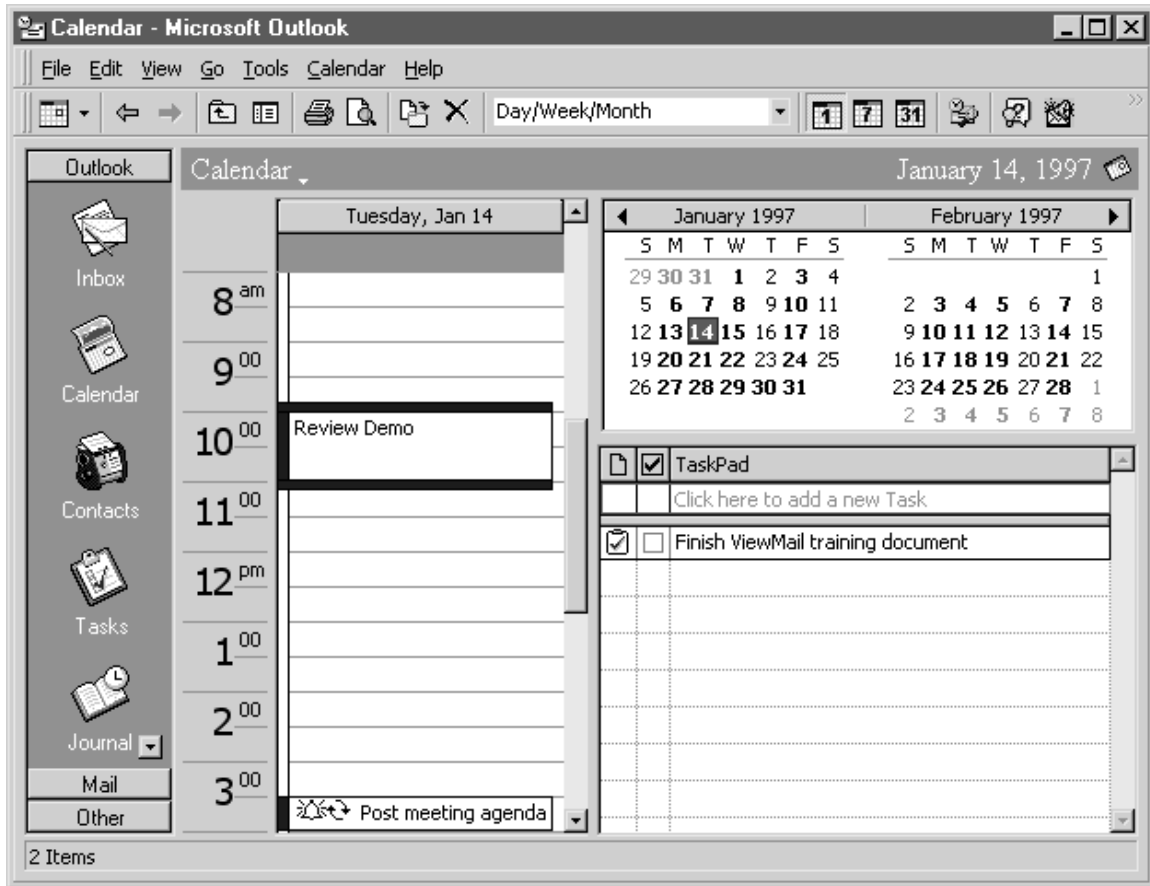 Calendar - Microsoft Outlook
File Edit View Go Tools Calendar Help
Day/Week/Month 1 7 31
Outlook
Calendar
January 14, 1997
Inbox
Calendar
Contacts
Tasks
Journal
Mail
Other
Tuesday, Jan 14
8 am
9 00
10 00
Review Demo
11 00
12 pm
1 00
2 00
3 00
Post meeting agenda
January 1997
S M T W T F S
29 30 31 1 2 3 4
5 6 7 8 9 10 11
12 13 14 15 16 17 18
19 20 21 22 23 24 25
26 27 28 29 30 31
February 1997
S M T W T F S
1
2 3 4 5 6 7 8
9 10 11 12 13 14 15
16 17 18 19 20 21 22
23 24 25 26 27 28 1
2 3 4 5 6 7 8
TaskPad
Click here to add a new Task
Finish ViewMail training document
2 Items